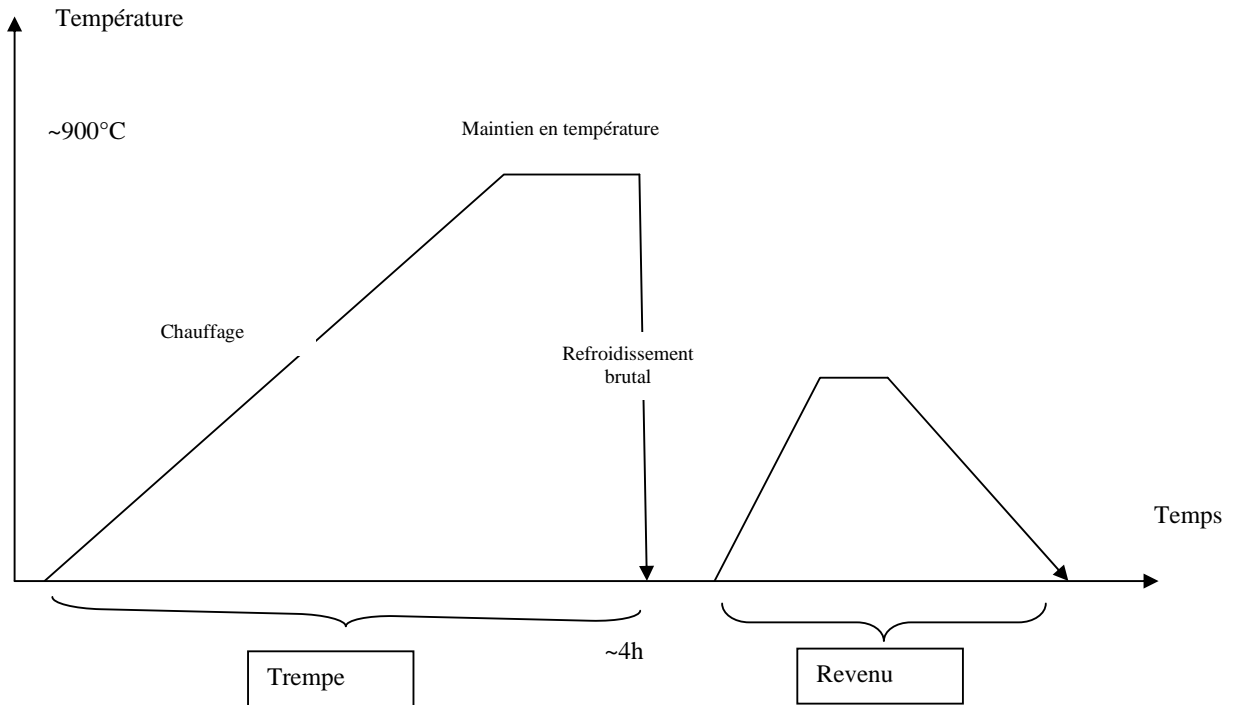 Température
~900°C
Maintien en température
Chauffage
Refroidissement
brutal
Temps
~4h
Trempe
Revenu